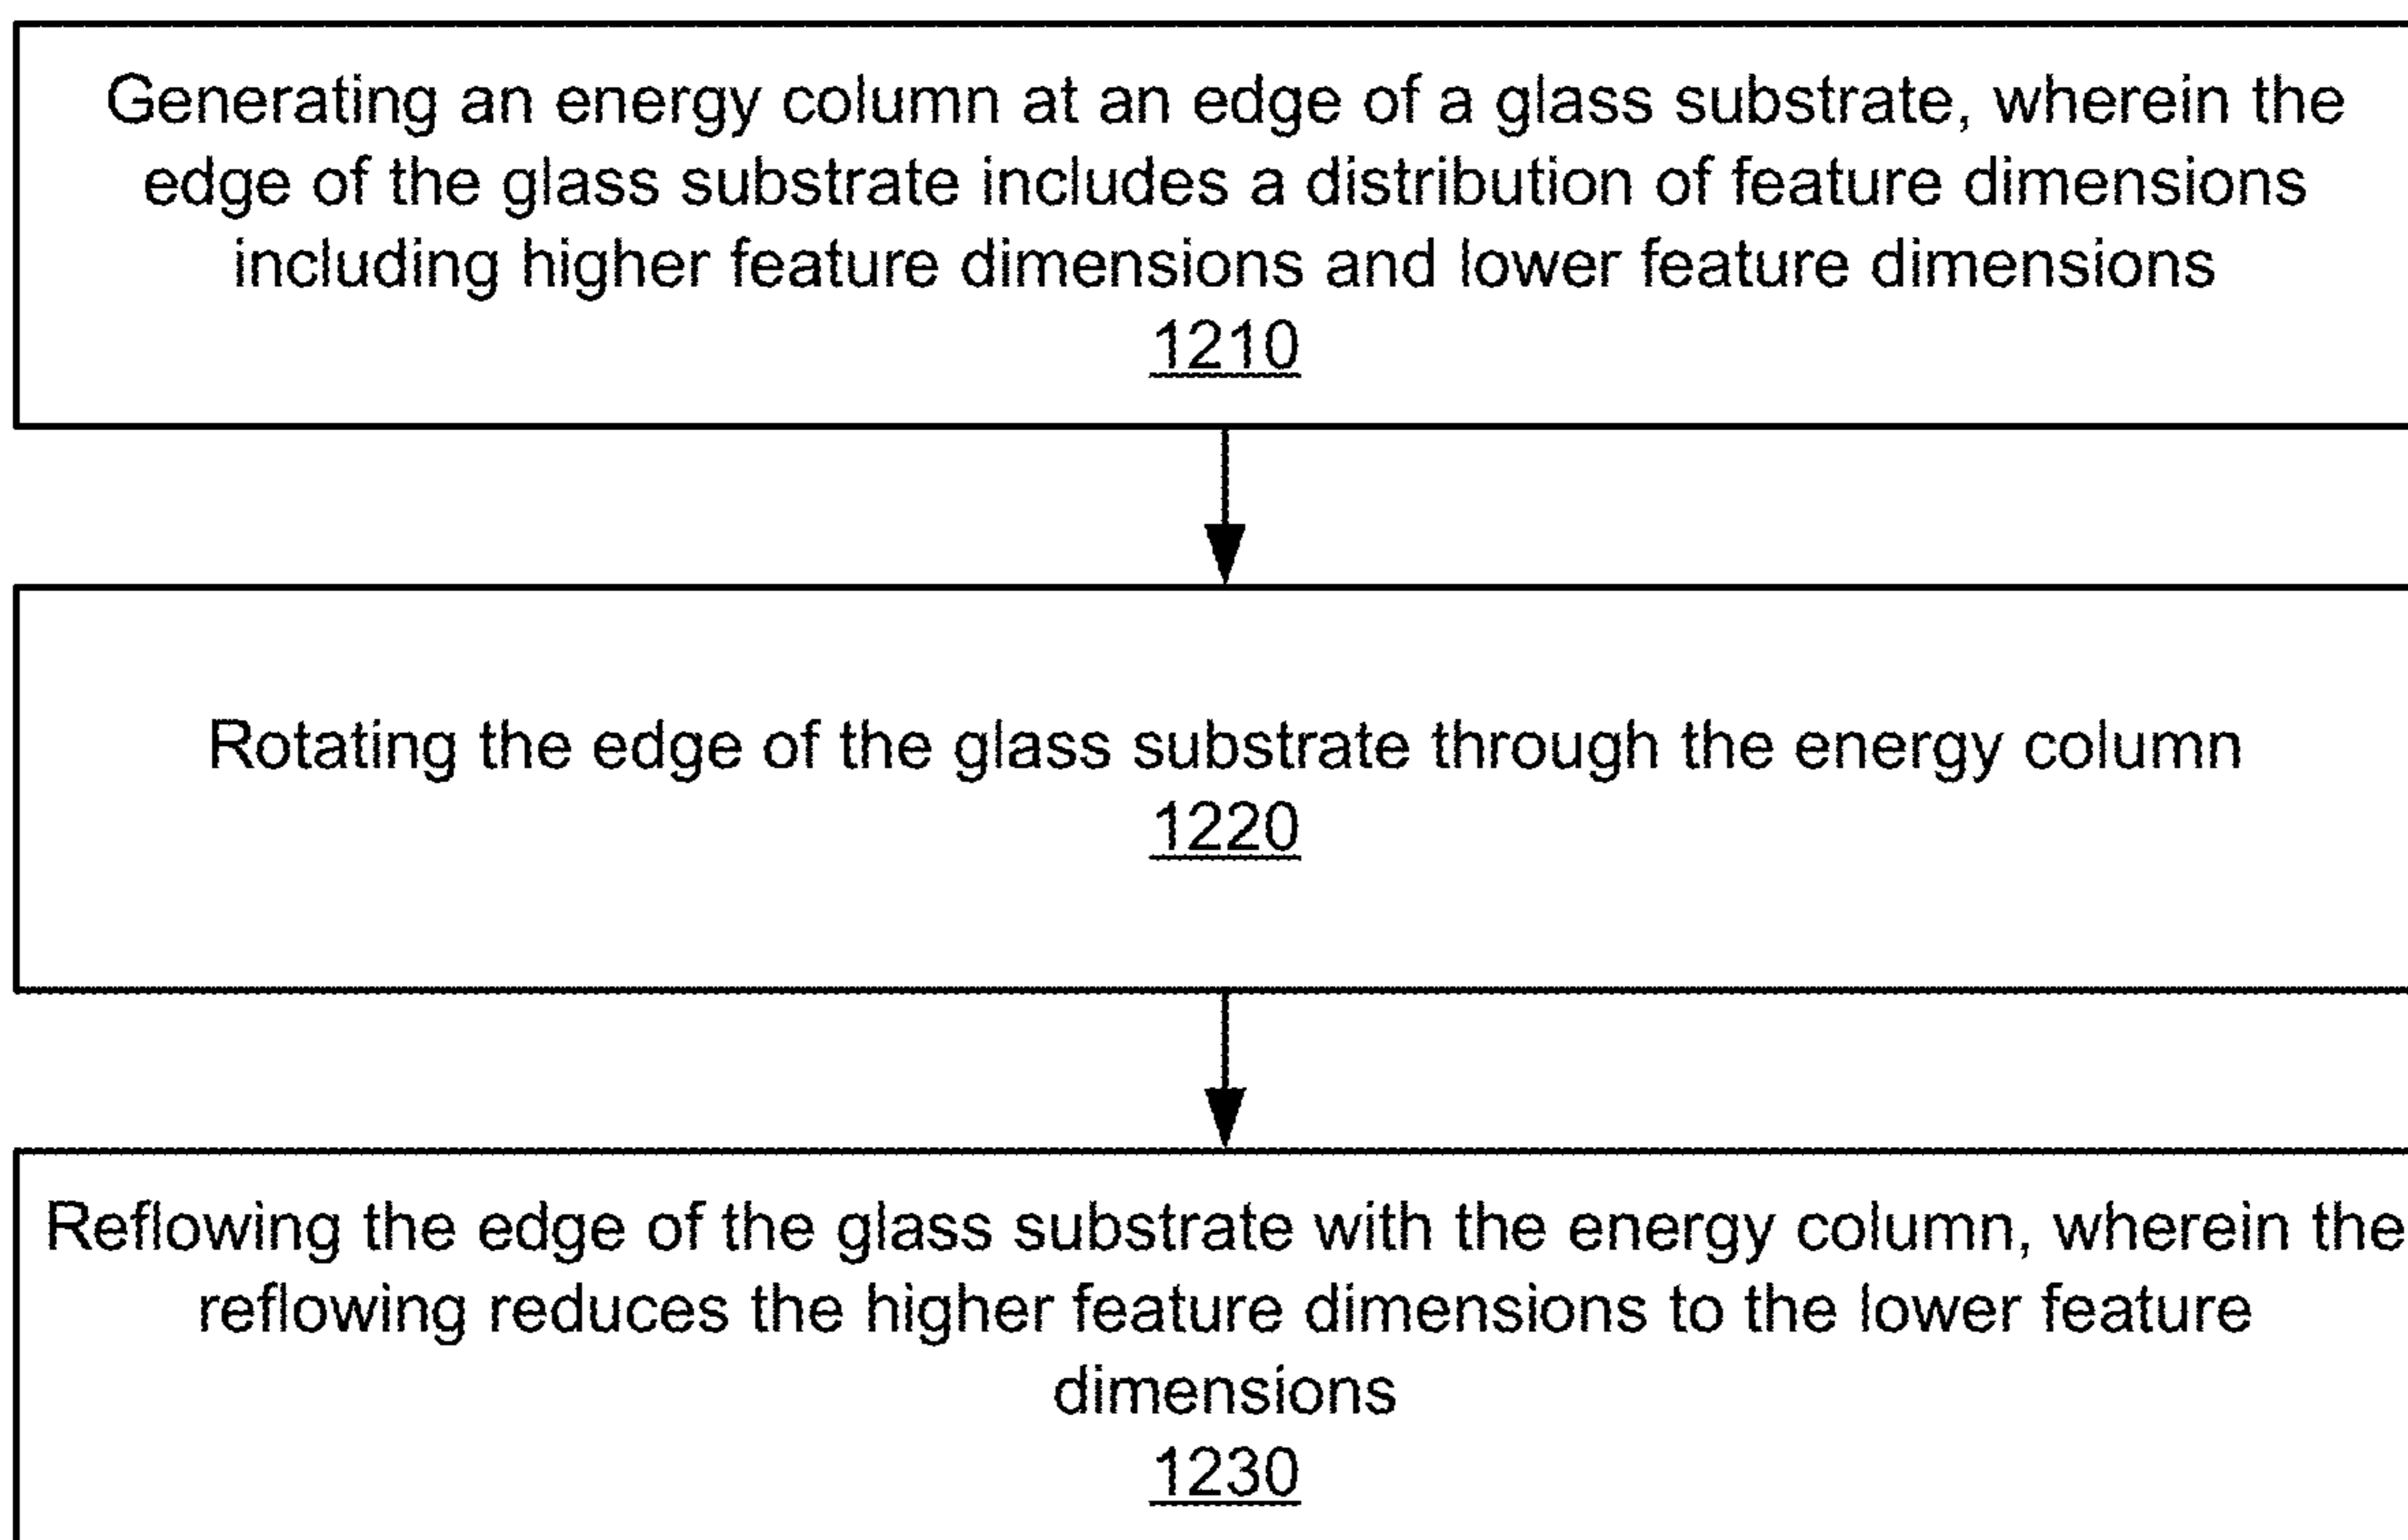 Generating an energy column at an edge of a glass substrate, wherein the
edge of the glass substrate includes a distribution of feature dimensions
including higher feature dimensions and lower feature dimensions
1210
Rotating the edge of the glass substrate through the energy column
1220
Reflowing the edge of the glass substrate with the energy column, wherein the
reflowing reduces the higher feature dimensions to the lower feature
dimensions
1230